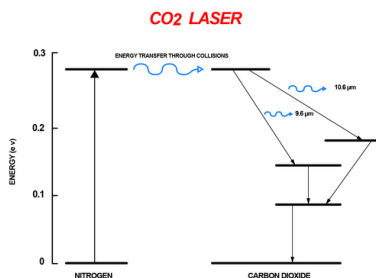 CO2 LASER
ENERGY TRANSFER THROUGH COLLISIONS
0.3
10.6 µm
9.6 µm
0.2
ENERGY (e v)
0.1
0
NITROGEN
CARBON DIOXIDE